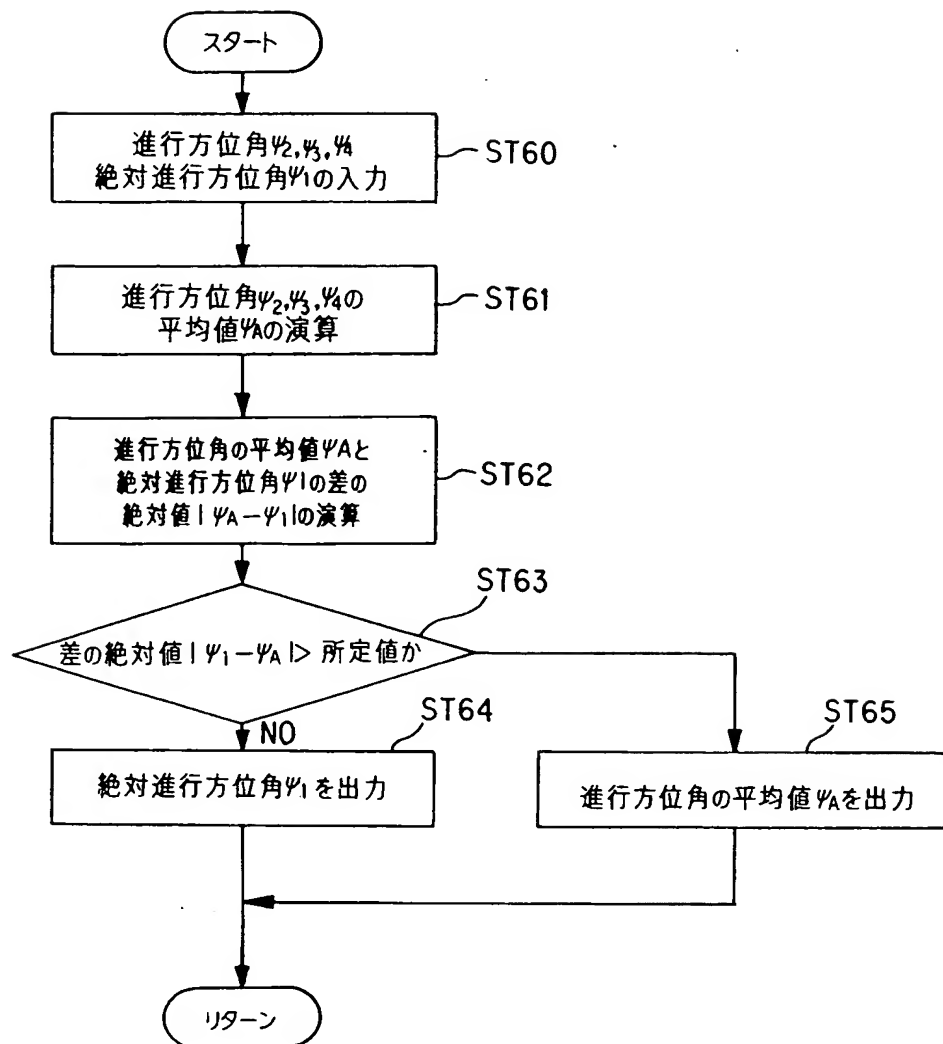 スタート
進行方位角ψ2,ψ3,ψ4
絶対進行方位角ψ1の入力
ST60
進行方位角ψ2,ψ3,ψ4の
平均値ψAの演算
ST61
進行方位角の平均値ψAと
絶対進行方位角ψ1の差の
絶対値|ψA-ψ1|の演算
ST62
ST63
差の絶対値|ψ1-ψA|>所定値か
NO
ST64
絶対進行方位角ψ1を出力
ST65
進行方位角の平均値ψAを出力
リターン